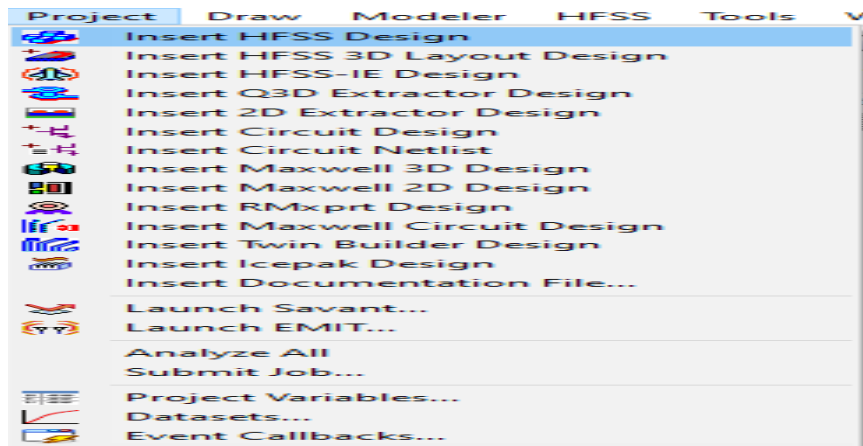 Project Draw Modeler HFSS Tools
Insert HFSS Design
Insert HFSS 3D Layout Design
Insert HFSS-IE Design
Insert Q3D Extractor Design
Insert 2D Extractor Design
Insert Circuit Design
Insert Circuit Netlist
Insert Maxwell 3D Design
Insert Maxwell 2D Design
Insert RMxprt Design
Insert Maxwell Circuit Design
Insert Twin Builder Design
Insert Icepak Design
Insert Documentation File...
Launch Savant...
Launch EMIT...
Analyze All
Submit Job...
Project Variables...
Datasets...
Event Callbacks...